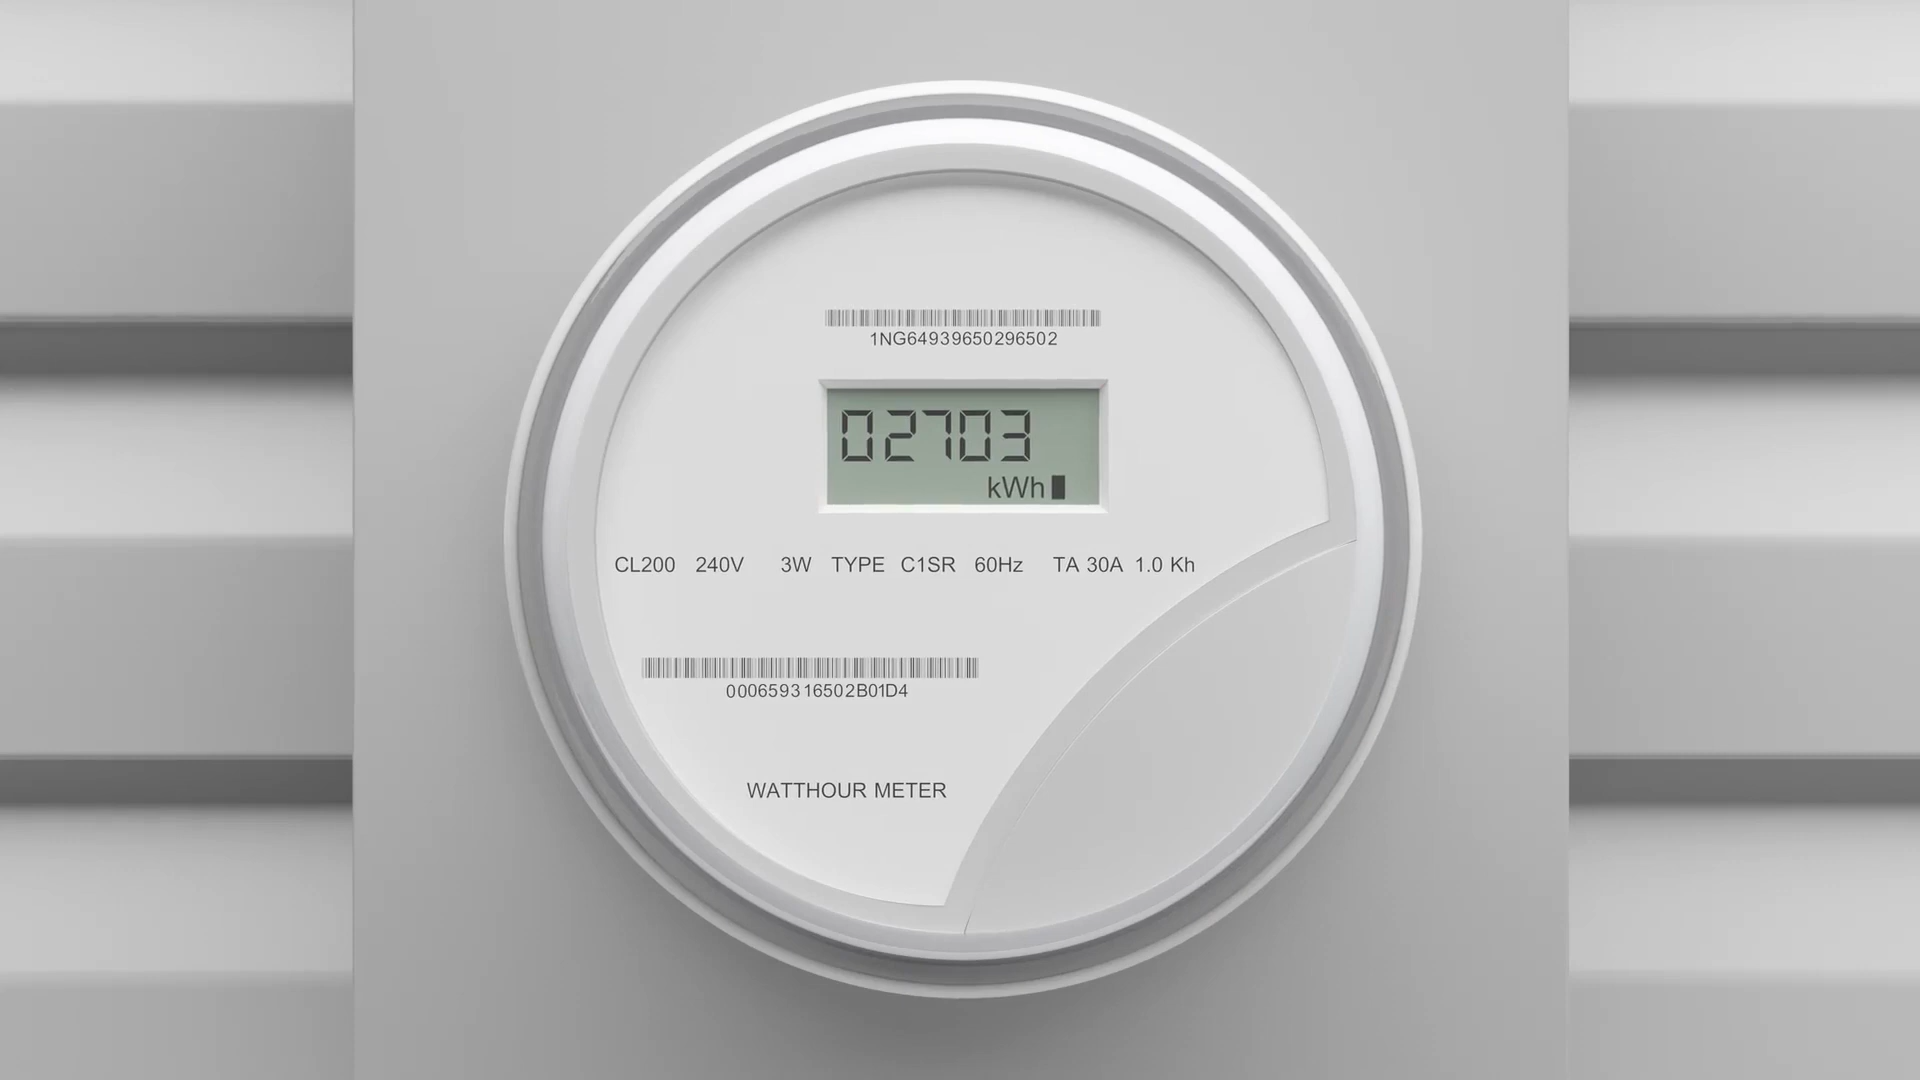 1NG64939650296502
02703
kWh
CL200 240V 3W TYPE C1SR 60Hz TA 30A 1.0 Kh
000659316502B01D4
WATTHOUR METER